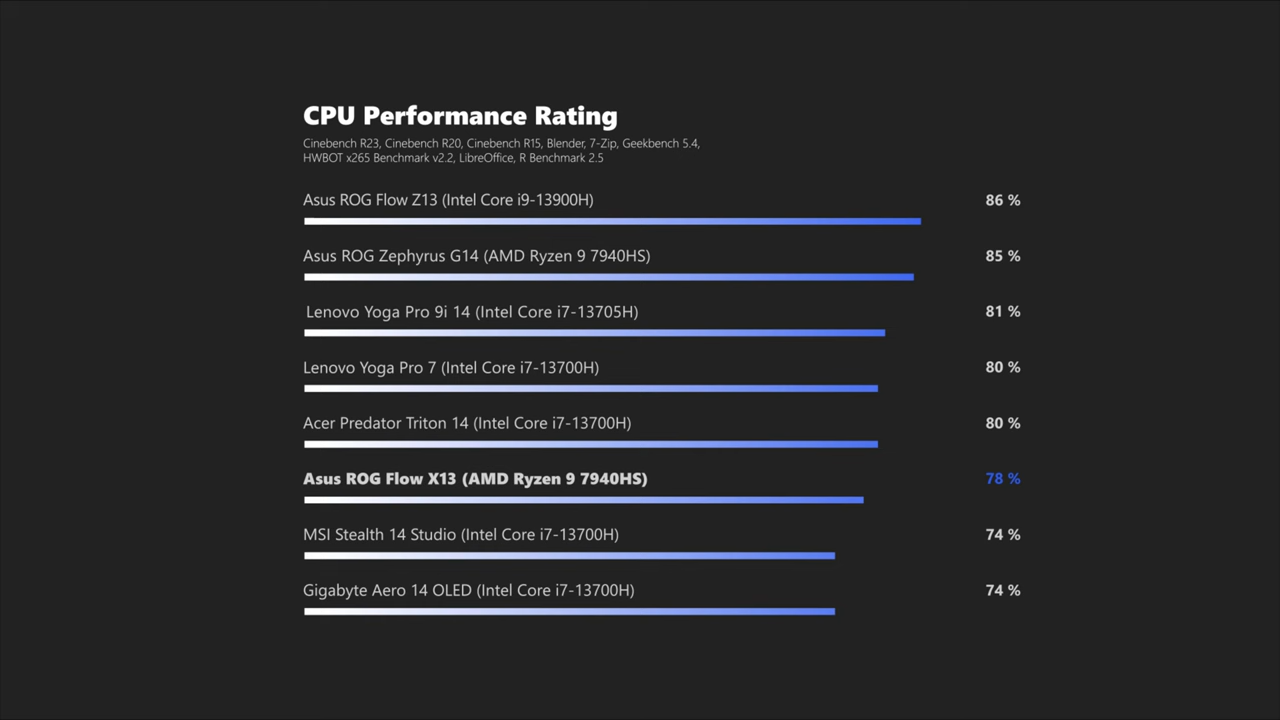 CPU Performance Rating
Cinebench R23, Cinebench R20, Cinebench R15, Blender, 7-Zip, Geekbench 5.4,
HWBOT x265 Benchmark v2.2, LibreOffice, R Benchmark 2.5
Asus ROG Flow Z13 (Intel Core i9-13900H) 86 %
Asus ROG Zephyrus G14 (AMD Ryzen 9 7940HS) 85 %
Lenovo Yoga Pro 9i 14 (Intel Core i7-13705H) 81 %
Lenovo Yoga Pro 7 (Intel Core i7-13700H) 80 %
Acer Predator Triton 14 (Intel Core i7-13700H) 80 %
Asus ROG Flow X13 (AMD Ryzen 9 7940HS) 78 %
MSI Stealth 14 Studio (Intel Core i7-13700H) 74 %
Gigabyte Aero 14 OLED (Intel Core i7-13700H) 74 %